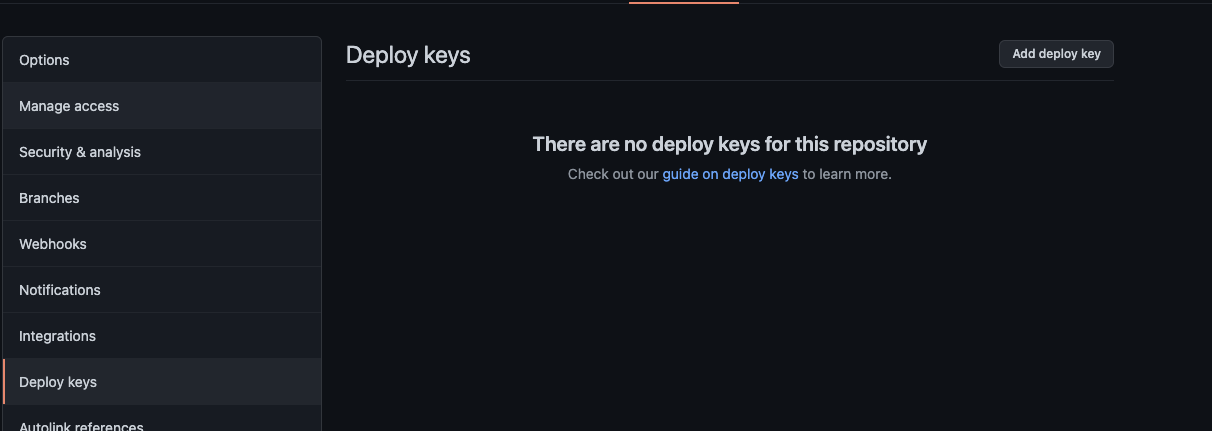 Options
Manage access
Security & analysis
Branches
Webhooks
Notifications
Integrations
Deploy keys
Autolink references
Deploy keys
Add deploy key
There are no deploy keys for this repository
Check out our guide on deploy keys to learn more.